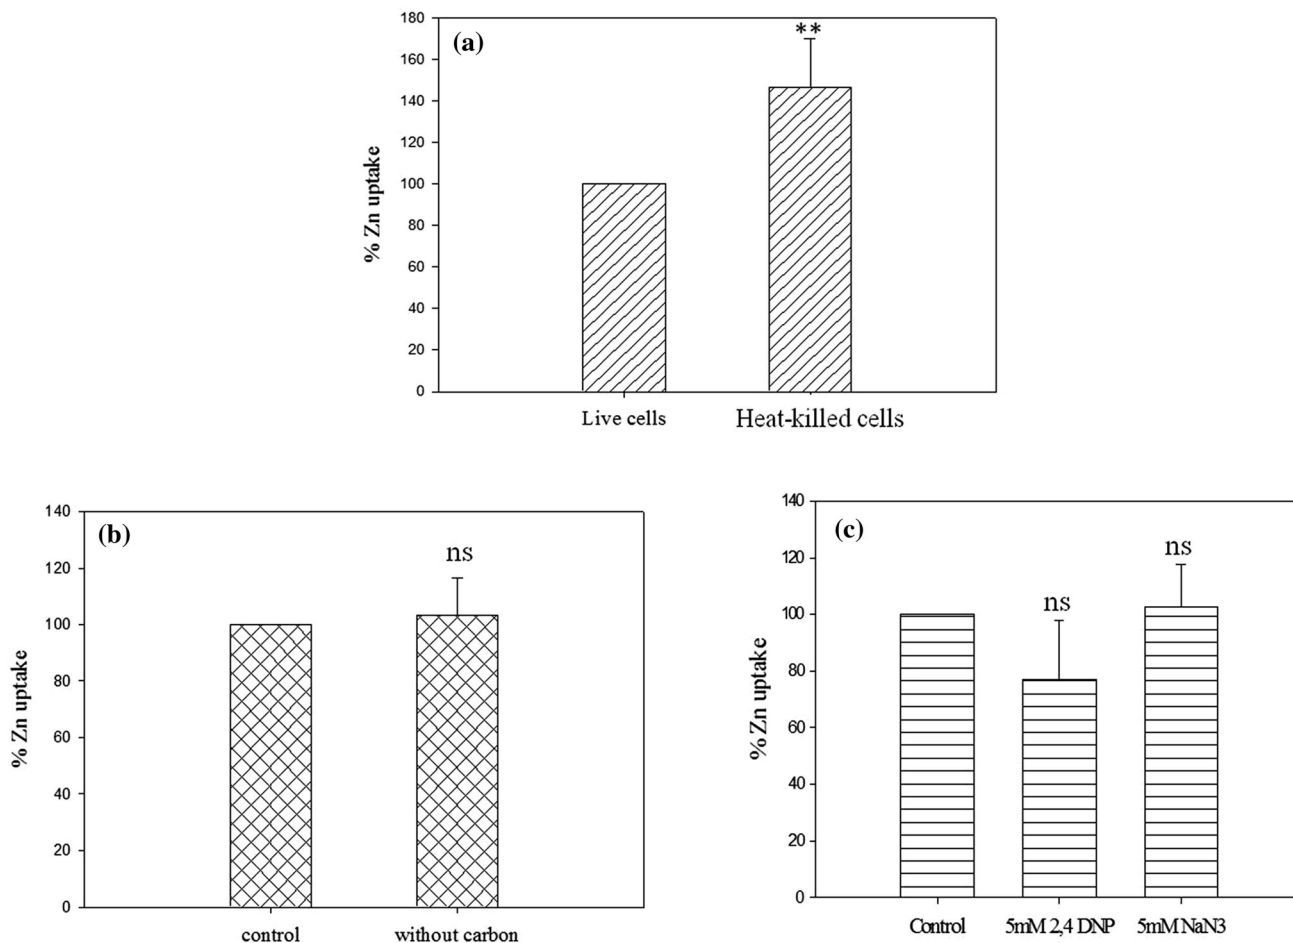 (a)
**
180
160
140
120
100
80
60
40
20
0
% Zn uptake
Live cells Heat-killed cells
(b)
ns
140
120
100
80
60
40
20
0
% Zn uptake
control without carbon
(c)
ns
ns
140
120
100
80
60
40
20
0
% Zn uptake
Control 5mM 2,4 DNP 5mM NaN3